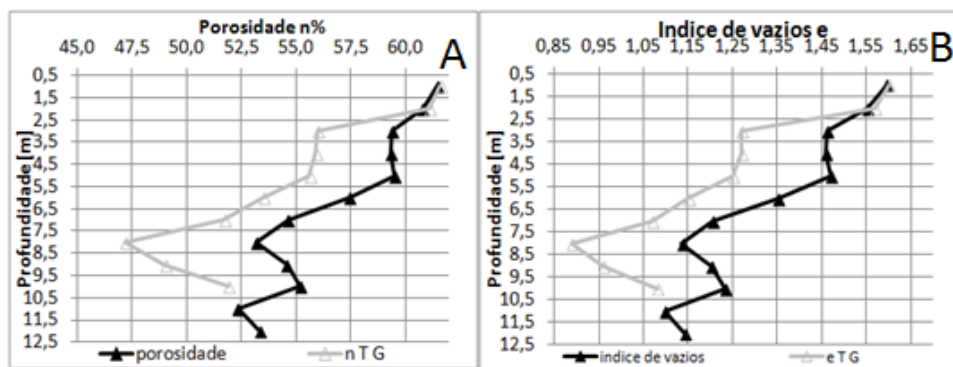 Porosidade n%
45,0 47,5 50,0 52,5 55,0 57,5 60,0
A
Profundidade [m]
0,5
1,5
2,5
3,5
4,5
5,5
6,5
7,5
8,5
9,5
10,5
11,5
12,5
porosidade n T G
Indice de vazios e
0,85 0,95 1,05 1,15 1,25 1,35 1,45 1,55 1,65
B
Profundidade [m]
0,5
1,5
2,5
3,5
4,5
5,5
6,5
7,5
8,5
9,5
10,5
11,5
12,5
indice de vazios e T G